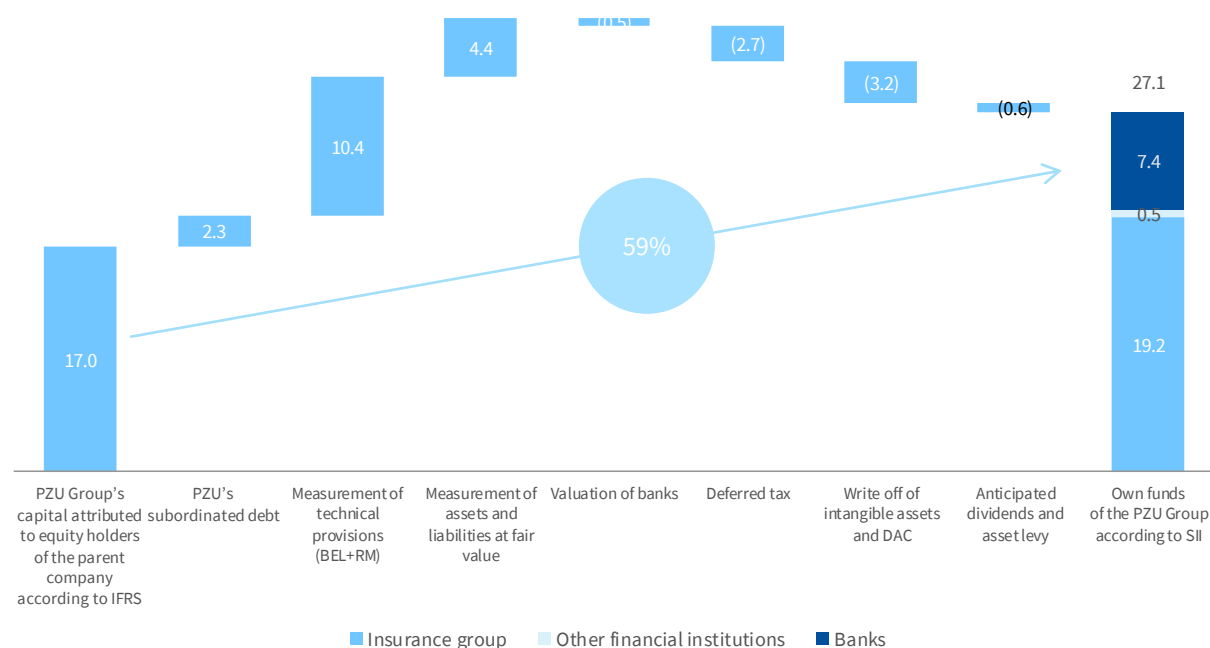 (0.5)
4.4
(2.7)
(3.2)
27.1
(0.6)
10.4
7.4
0.5
2.3
59%
19.2
17.0
PZU Group's
capital attributed
to equity holders
of the parent
company
according to IFRS
PZU's
subordinated debt
Measurement of
technical
provisions
(BEL+RM)
Measurement of
assets and
liabilities at fair
value
Valuation of banks
Deferred tax
Write off of
intangible assets
and DAC
Anticipated
dividends and
asset levy
Own funds
of the PZU Group
according to SII
Insurance group
Other financial institutions
Banks